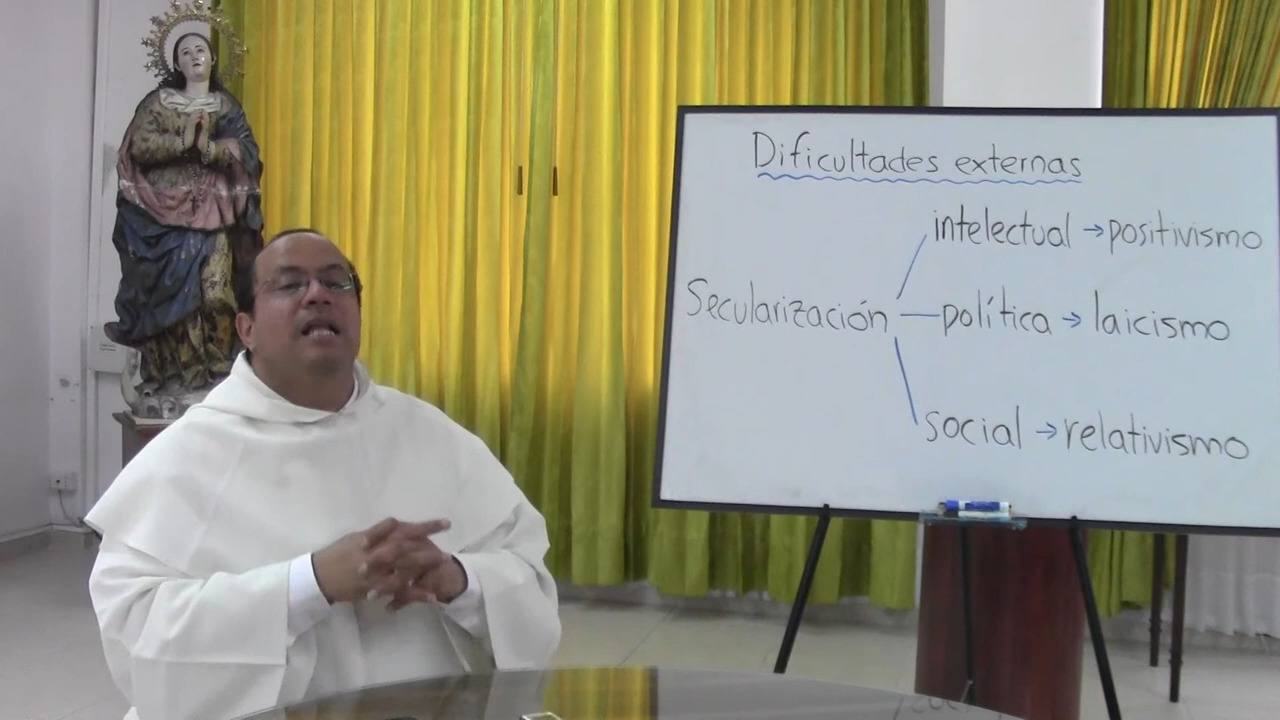 Dificultades externas
intelectual → positivismo
Secularización — política → laicismo
social → relativismo